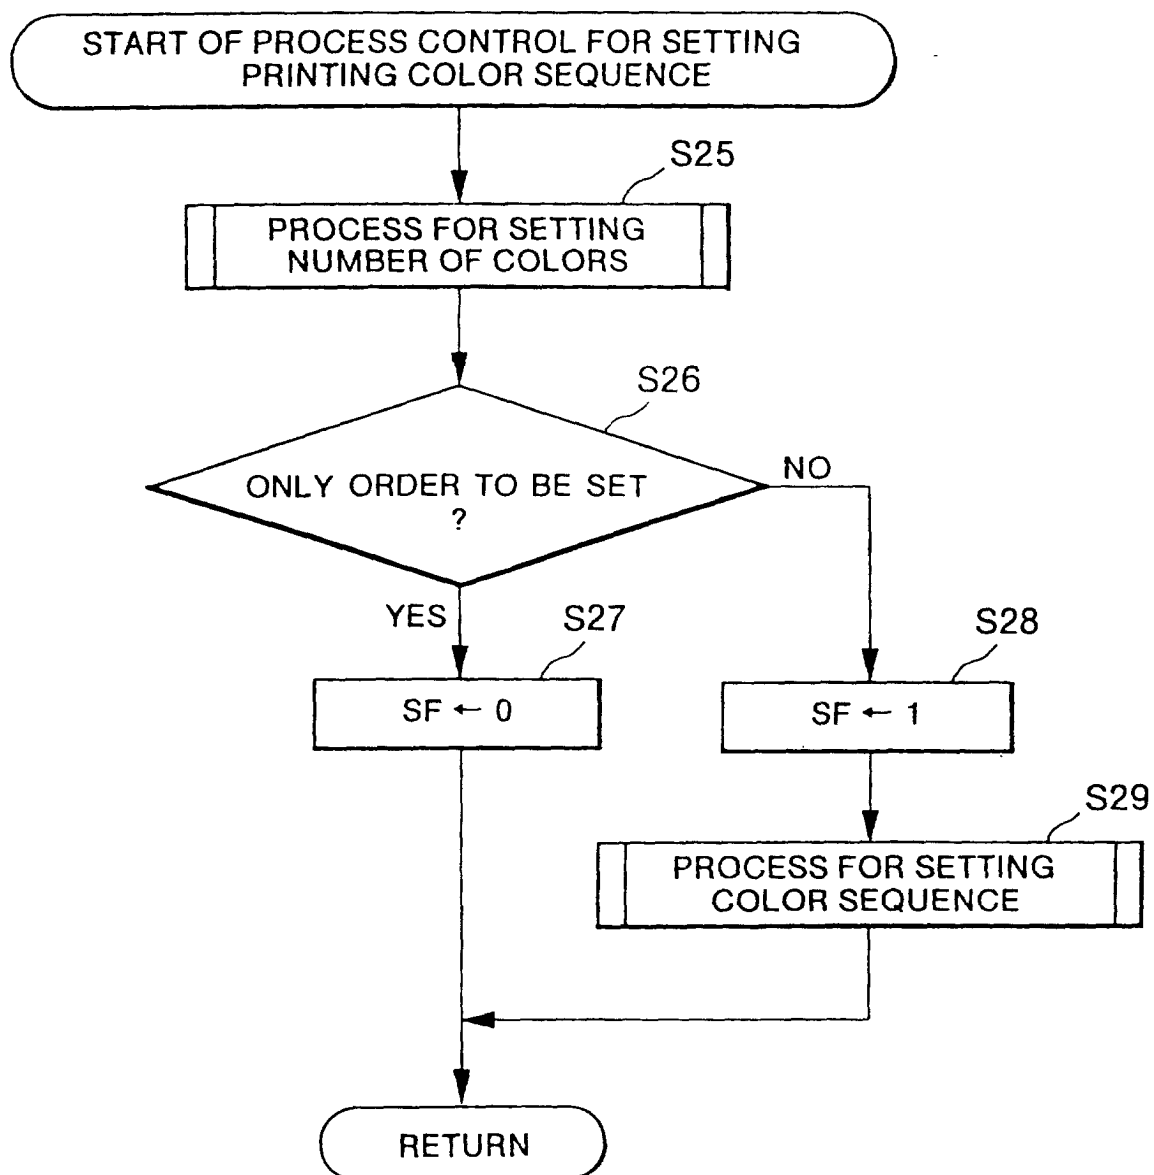 START OF PROCESS CONTROL FOR SETTING
PRINTING COLOR SEQUENCE
S25
PROCESS FOR SETTING
NUMBER OF COLORS
S26
ONLY ORDER TO BE SET
?
NO
YES
S27
S28
SF ← 0
SF ← 1
S29
PROCESS FOR SETTING
COLOR SEQUENCE
RETURN